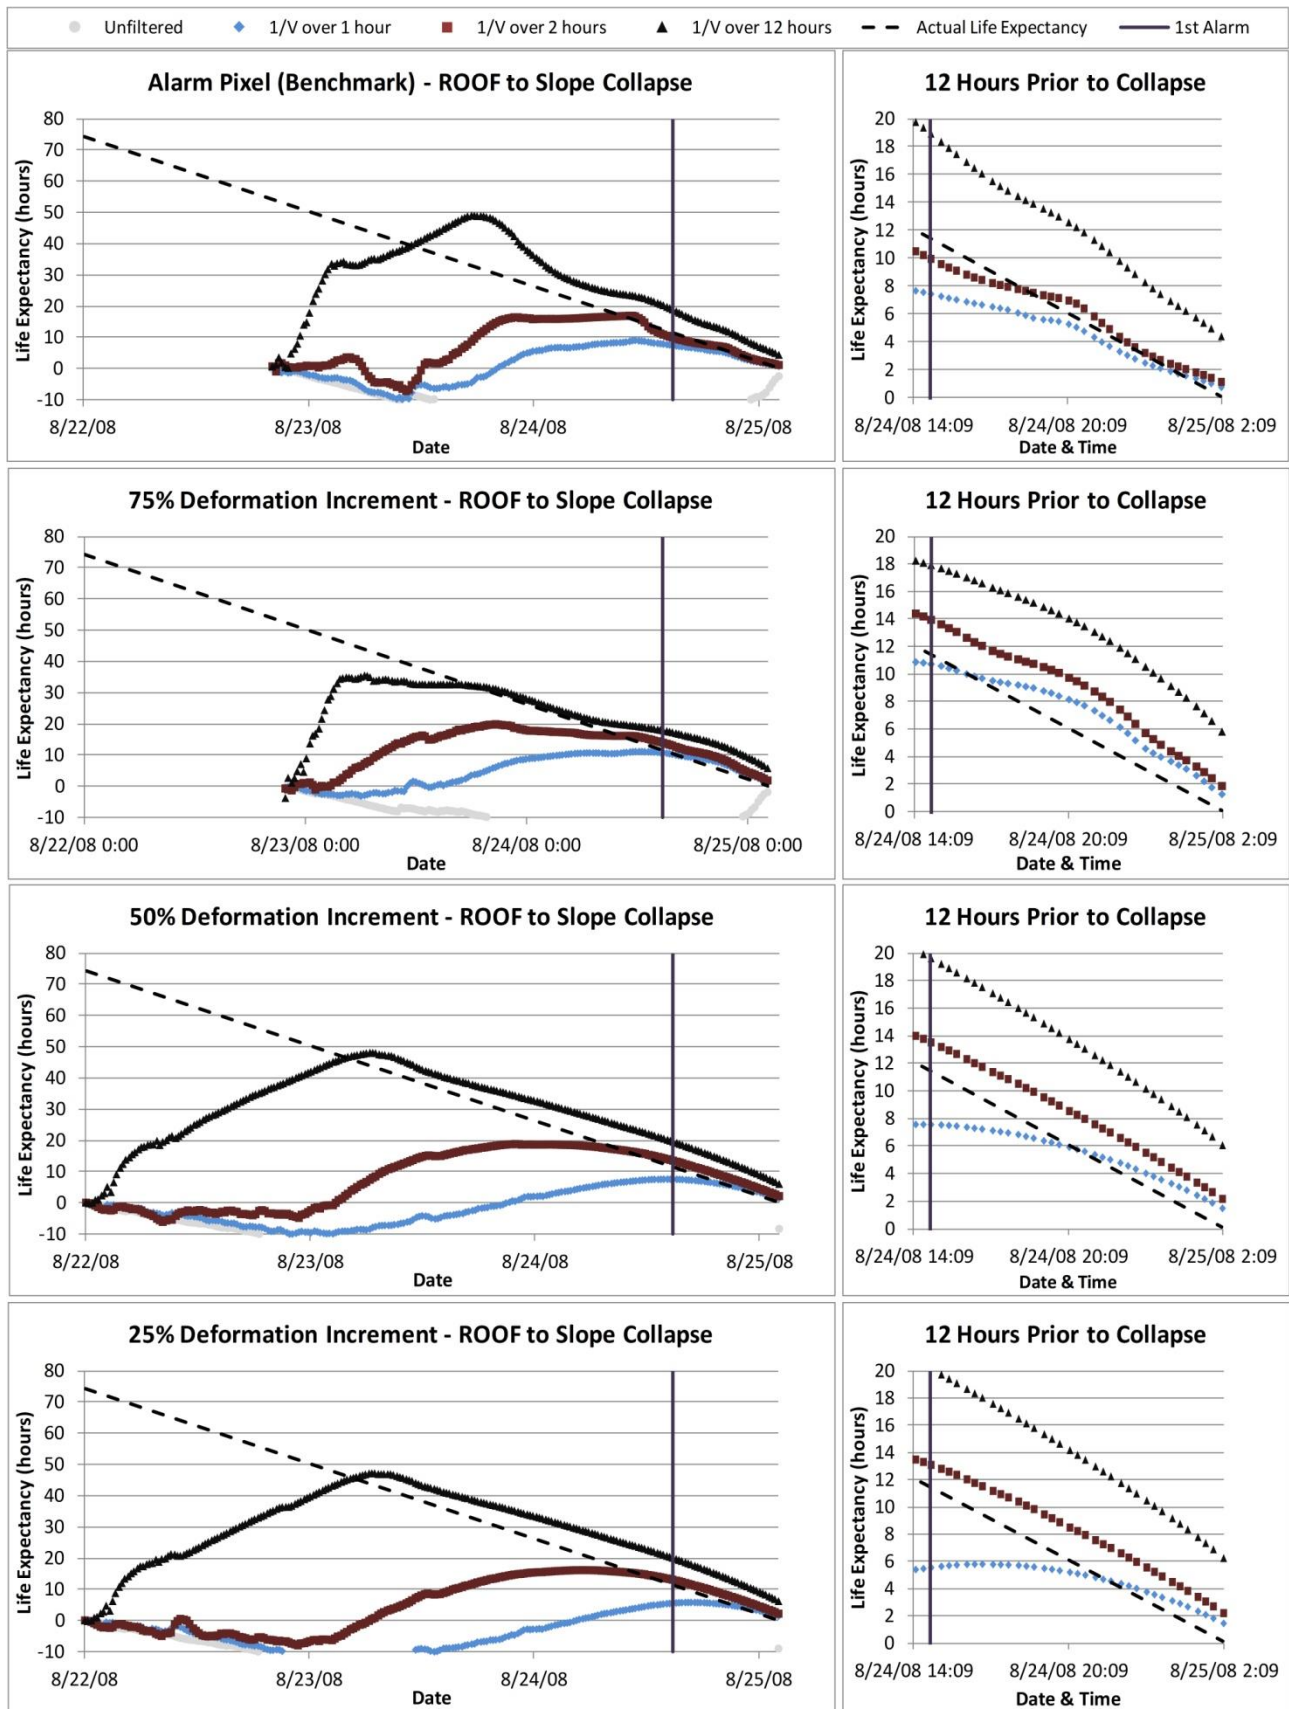 Unfiltered 1/V over 1 hour 1/V over 2 hours 1/V over 12 hours Actual Life Expectancy 1st Alarm
Alarm Pixel (Benchmark) - ROOF to Slope Collapse
80
70
60
50
40
30
20
10
0
-10
Life Expectancy (hours)
8/22/08 8/23/08 8/24/08 8/25/08
Date
12 Hours Prior to Collapse
20
18
16
14
12
10
8
6
4
2
0
Life Expectancy (hours)
8/24/08 14:09 8/24/08 20:09 8/25/08 2:09
Date & Time
75% Deformation Increment - ROOF to Slope Collapse
80
70
60
50
40
30
20
10
0
-10
Life Expectancy (hours)
8/22/08 0:00 8/23/08 0:00 8/24/08 0:00 8/25/08 0:00
Date
12 Hours Prior to Collapse
20
18
16
14
12
10
8
6
4
2
0
Life Expectancy (hours)
8/24/08 14:09 8/24/08 20:09 8/25/08 2:09
Date & Time
50% Deformation Increment - ROOF to Slope Collapse
80
70
60
50
40
30
20
10
0
-10
Life Expectancy (hours)
8/22/08 8/23/08 8/24/08 8/25/08
Date
12 Hours Prior to Collapse
20
18
16
14
12
10
8
6
4
2
0
Life Expectancy (hours)
8/24/08 14:09 8/24/08 20:09 8/25/08 2:09
Date & Time
25% Deformation Increment - ROOF to Slope Collapse
80
70
60
50
40
30
20
10
0
-10
Life Expectancy (hours)
8/22/08 8/23/08 8/24/08 8/25/08
Date
12 Hours Prior to Collapse
20
18
16
14
12
10
8
6
4
2
0
Life Expectancy (hours)
8/24/08 14:09 8/24/08 20:09 8/25/08 2:09
Date & Time